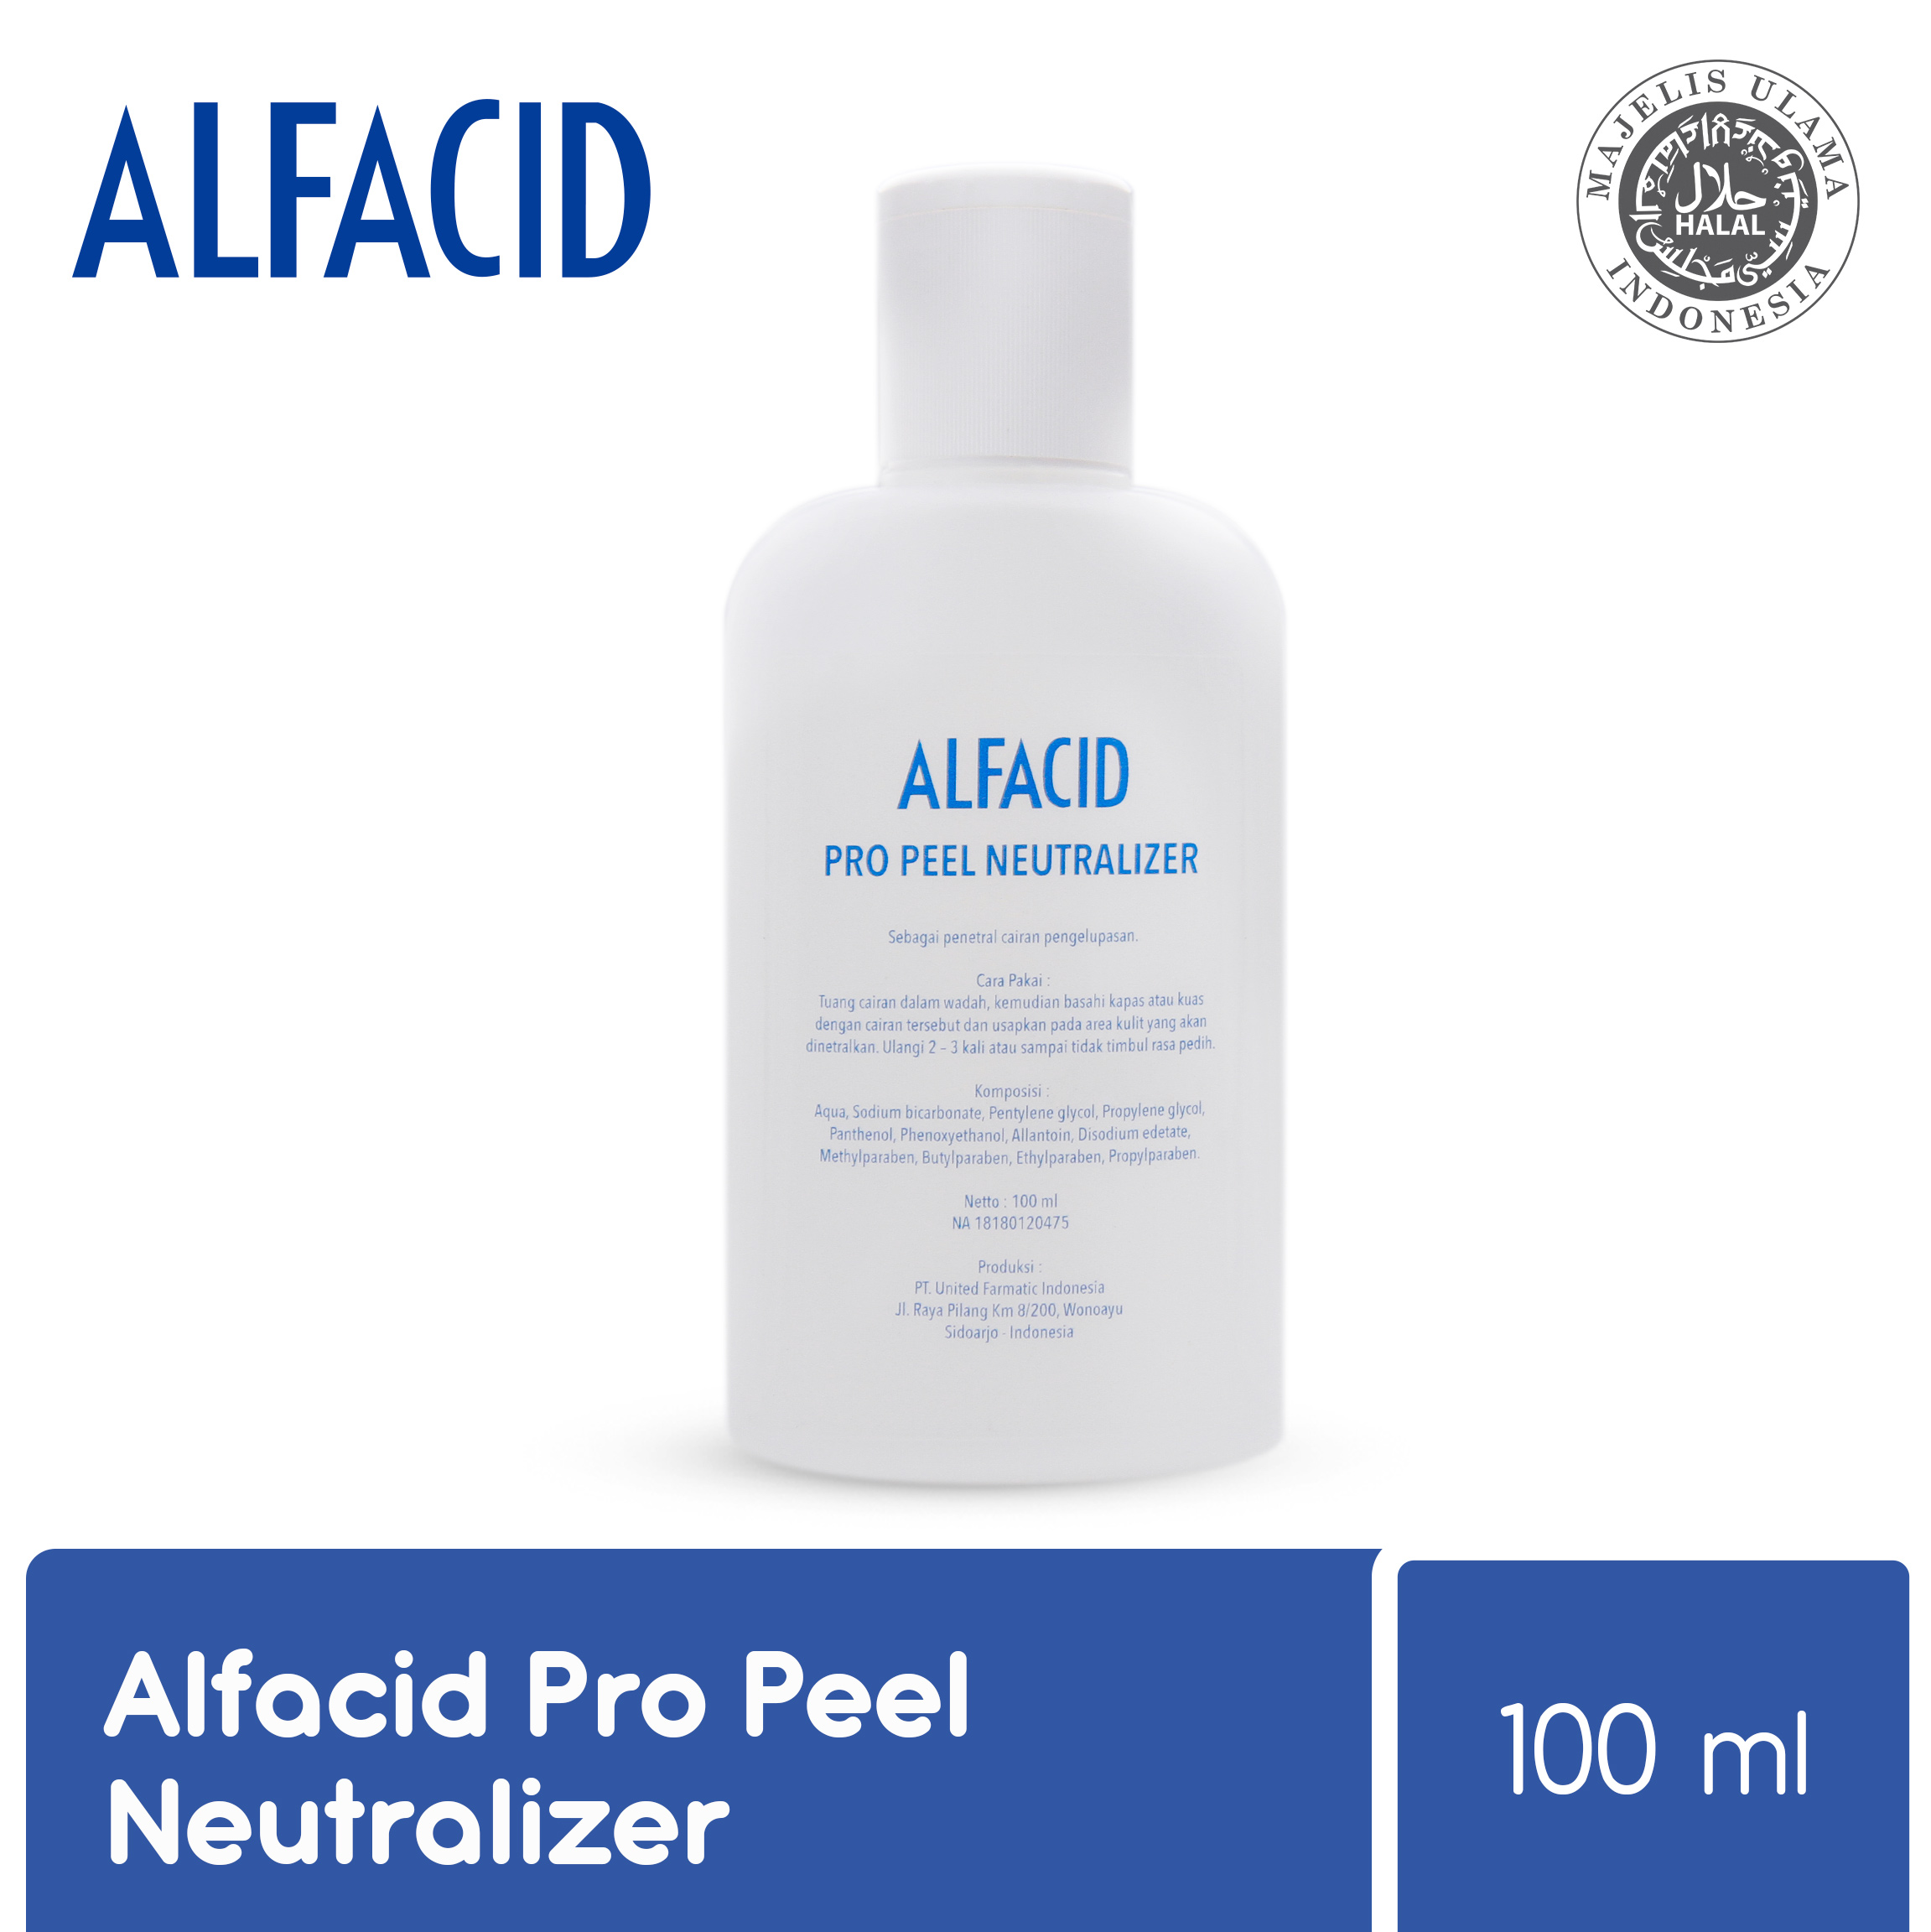 ALFACID
MAJELIS ULAMA
حلال
HALAL
INDONESIA
ALFACID
PRO PEEL NEUTRALIZER
Sebagai penetral cairan pengelupasan.
Cara Pakai :
Tuang cairan dalam wadah, kemudian basahi kapas atau kuas
dengan cairan tersebut dan usapkan pada area kulit yang akan
dinetralkan. Ulangi 2 – 3 kali atau sampai tidak timbul rasa pedih.
Komposisi :
Aqua, Sodium bicarbonate, Pentylene glycol, Propylene glycol,
Panthenol, Phenoxyethanol, Allantoin, Disodium edetate,
Methylparaben, Butylparaben, Ethylparaben, Propylparaben.
Netto : 100 ml
NA 18180120475
Produksi :
PT. United Farmatic Indonesia
Jl. Raya Pilang Km 8/200, Wonoayu
Sidoarjo - Indonesia
Alfacid Pro Peel
Neutralizer
100 ml